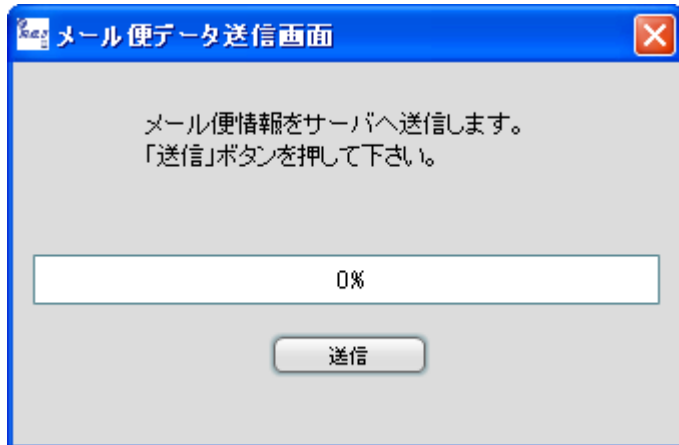 メール便データ送信画面
メール便情報をサーバへ送信します。
「送信」ボタンを押して下さい。
0%
送信